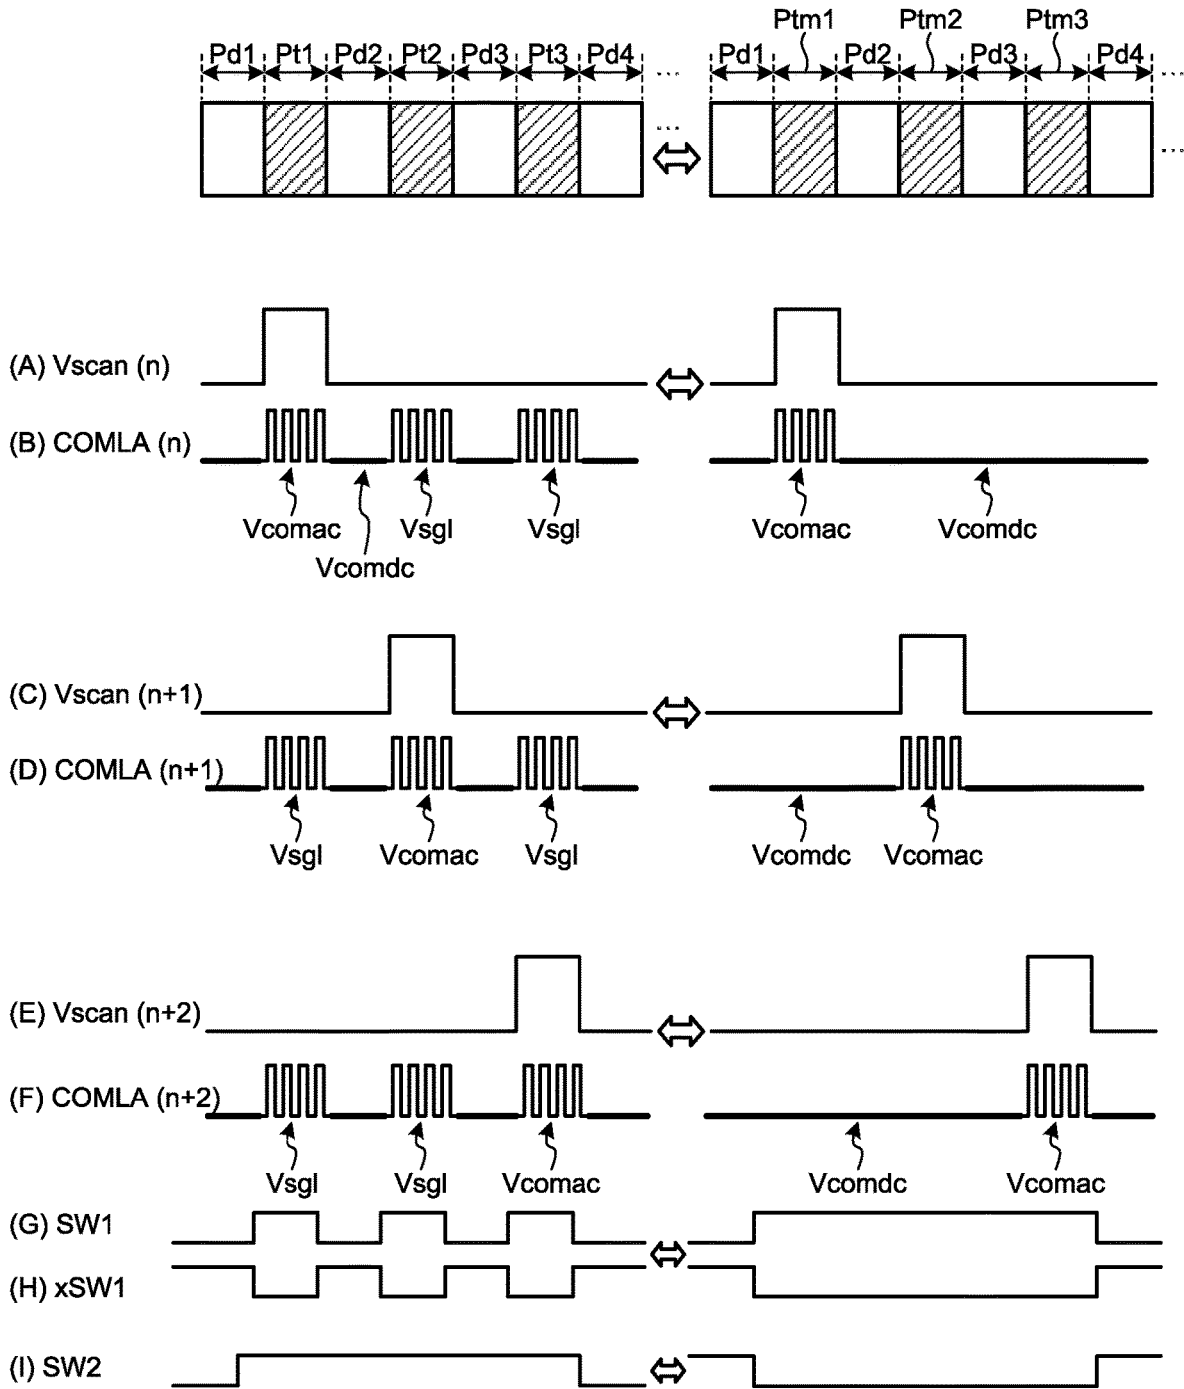 Ptm1 Ptm2 Ptm3
Pd1 Pt1 Pd2 Pt2 Pd3 Pt3 Pd4 Pd1 Pd2 Pd3 Pd4
(A) Vscan (n)
(B) COMLA (n)
Vcomac Vsgl Vsgl Vcomac Vcomdc
Vcomdc
(C) Vscan (n+1)
(D) COMLA (n+1)
Vsgl Vcomac Vsgl Vcomdc Vcomac
(E) Vscan (n+2)
(F) COMLA (n+2)
Vsgl Vsgl Vcomac Vcomdc Vcomac
(G) SW1
(H) xSW1
(I) SW2